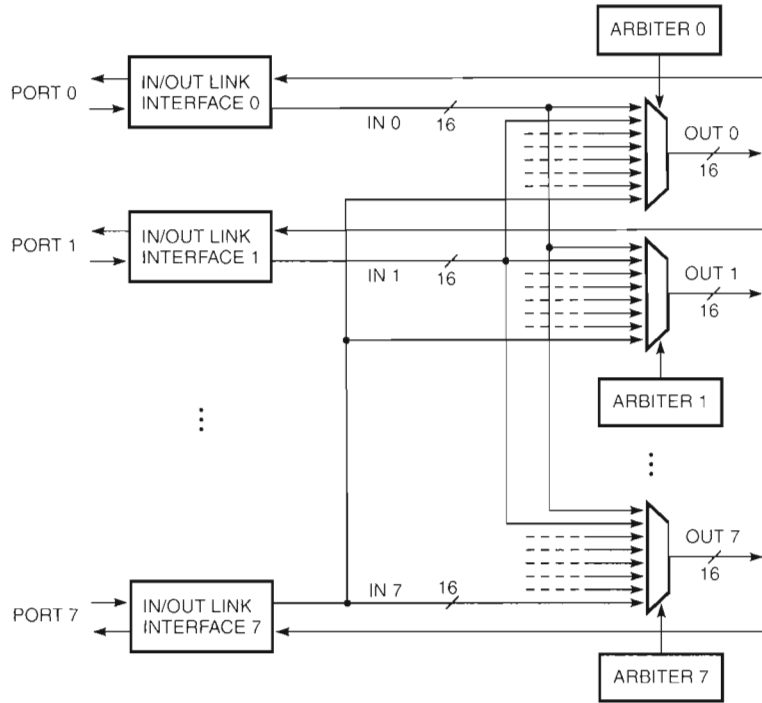 ARBITER 0
PORT 0
IN/OUT LINK
INTERFACE 0
IN 0
16
OUT 0
16
PORT 1
IN/OUT LINK
INTERFACE 1
IN 1
16
OUT 1
16
ARBITER 1
PORT 7
IN/OUT LINK
INTERFACE 7
IN 7
16
OUT 7
16
ARBITER 7